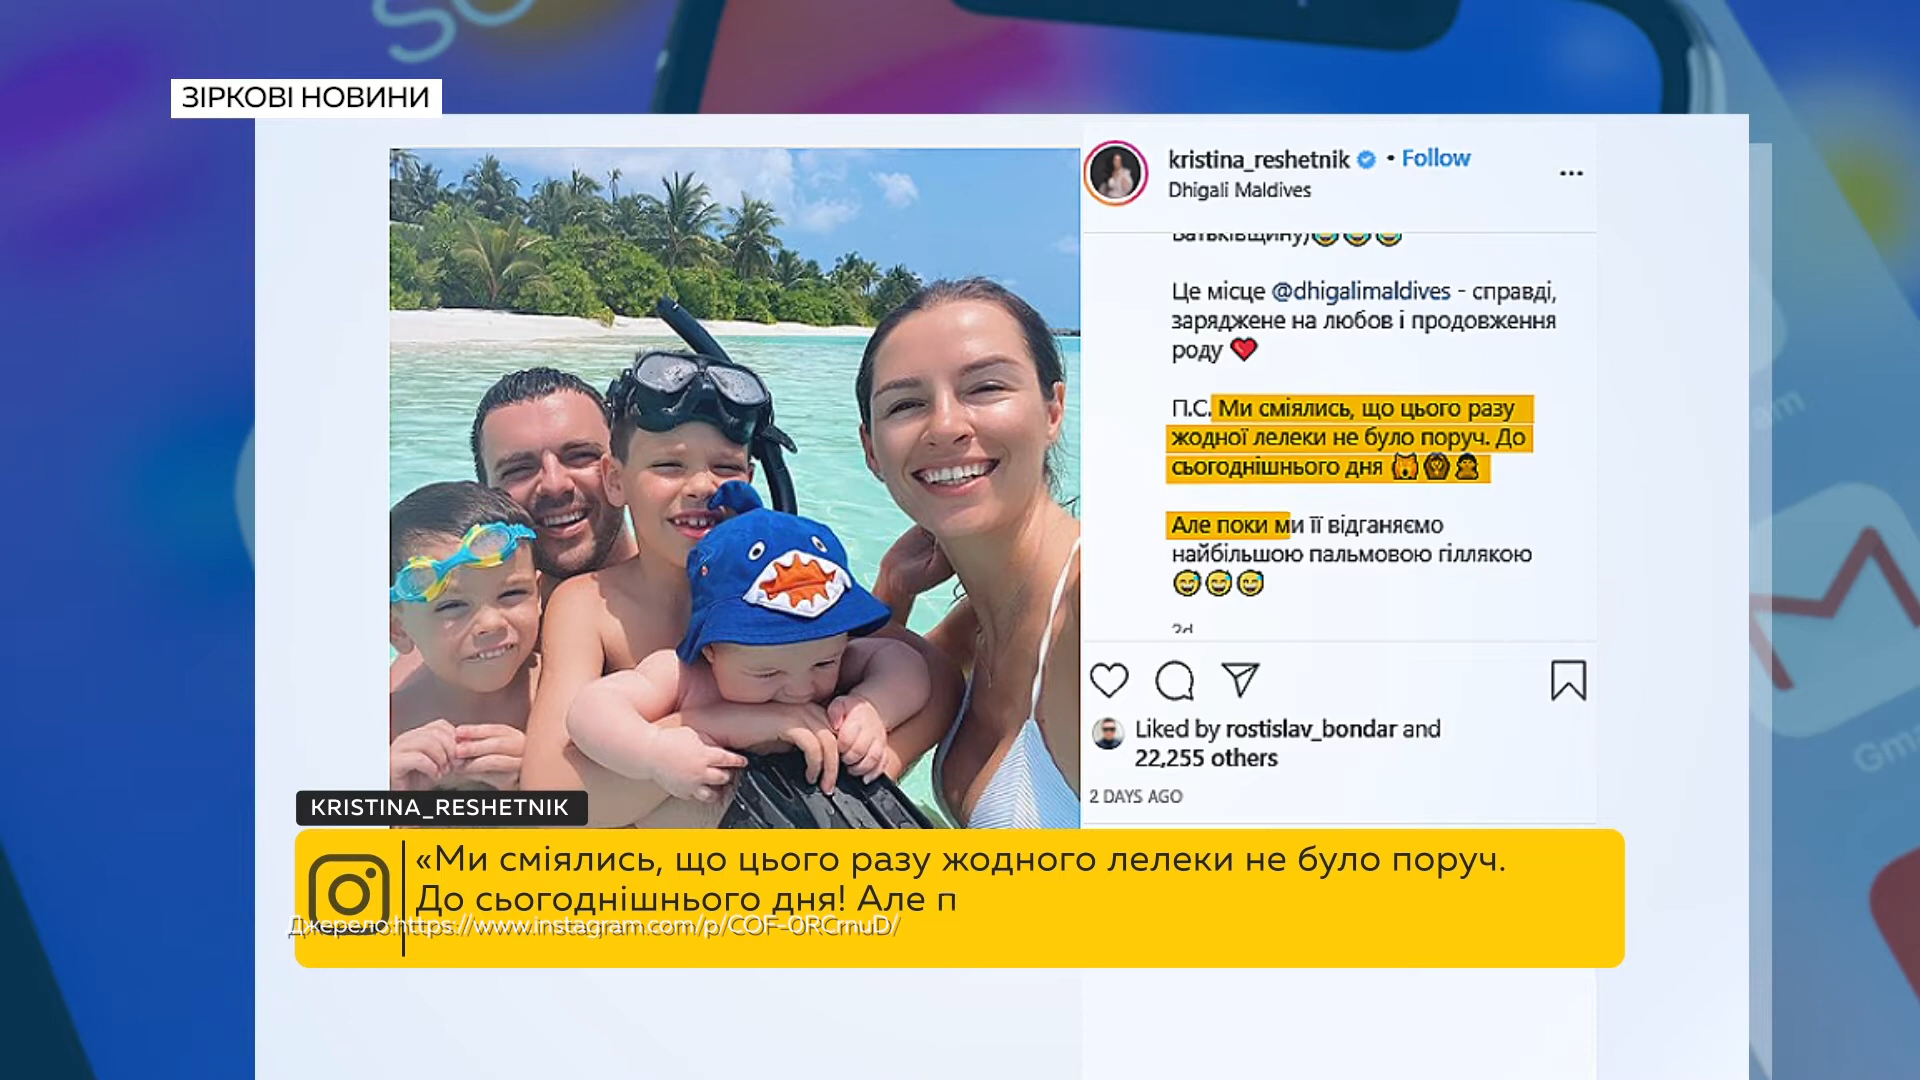 ЗІРКОВІ НОВИНИ
kristina_reshetnik • Follow
Dhigali Maldives
Батьківщину)
Це місце @dhigalimaldives - справді,
заряджене на любов і продовження
роду
П.С. Ми сміялись, що цього разу
жодної лелеки не було поруч. До
сьогоднішнього дня
Але поки ми її відганяємо
найбільшою пальмовою гіллякою
2d
Liked by rostislav_bondar and
22,255 others
2 DAYS AGO
KRISTINA_RESHETNIK
«Ми сміялись, що цього разу жодного лелеки не було поруч.
До сьогоднішнього дня! Але п
Джерело:https://www.instagram.com/p/COF-0RCrnuD/